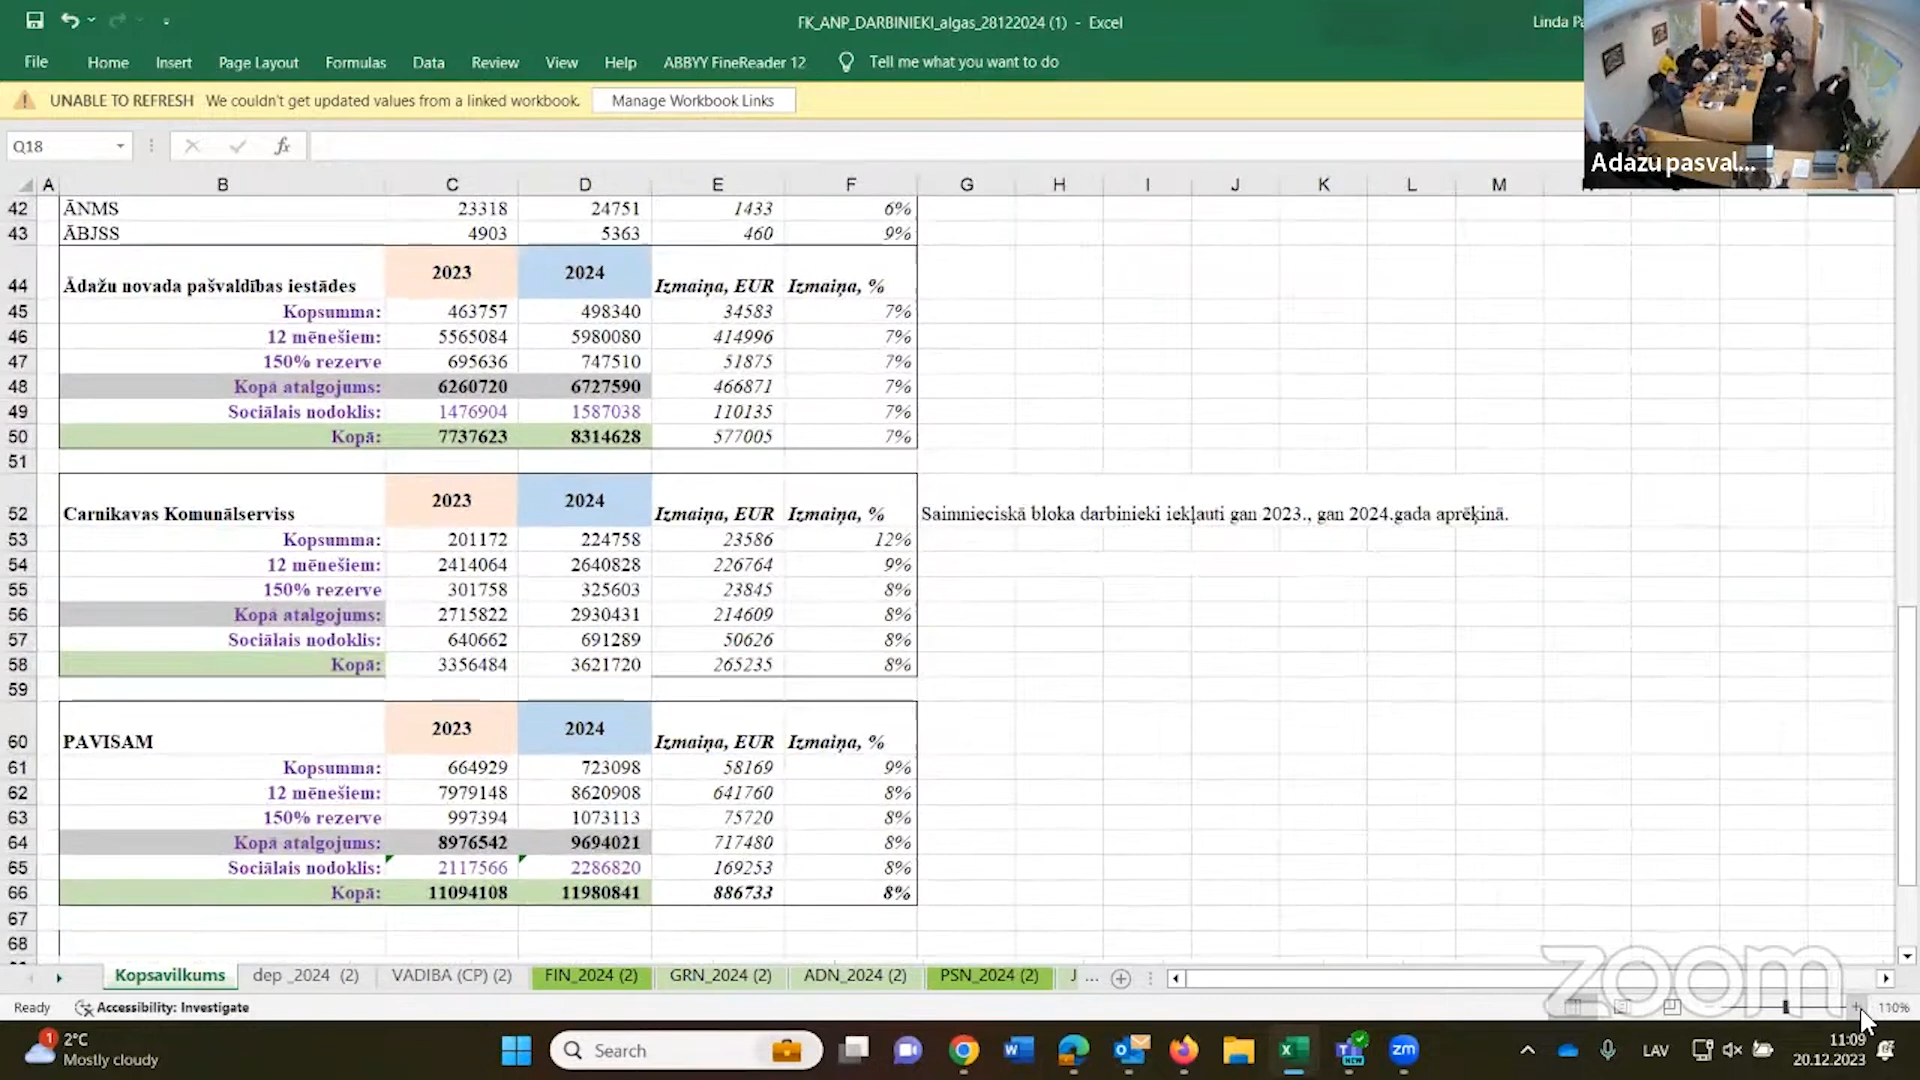 FK_ANP_DARBINIEKI_algas_28122024 (1) - Excel
Linda
File Home Insert Page Layout Formulas Data Review View Help ABBYY FineReader 12 Tell me what you want to do
UNABLE TO REFRESH We couldn't get updated values from a linked workbook. Manage Workbook Links
Adazu pasval...
Q18 fx
A B C D E F G H I J K L M
42 ĀNMS 23318 24751 1433 6%
43 ĀBJSS 4903 5363 460 9%
44 Ādažu novada pašvaldības iestādes 2023 2024 Izmaiņa, EUR Izmaiņa, %
45 Kopsumma: 463757 498340 34583 7%
46 12 mēnešiem: 5565084 5980080 414996 7%
47 150% rezerve 695636 747510 51875 7%
48 Kopā atalgojums: 6260720 6727590 466871 7%
49 Sociālais nodoklis: 1476904 1587038 110135 7%
50 Kopā: 7737623 8314628 577005 7%
51
52 Carnikavas Komunālserviss 2023 2024 Izmaiņa, EUR Izmaiņa, % Saimnieciskā bloka darbinieki iekļauti gan 2023., gan 2024.gada aprēķinā.
53 Kopsumma: 201172 224758 23586 12%
54 12 mēnešiem: 2414064 2640828 226764 9%
55 150% rezerve 301758 325603 23845 8%
56 Kopā atalgojums: 2715822 2930431 214609 8%
57 Sociālais nodoklis: 640662 691289 50626 8%
58 Kopā: 3356484 3621720 265235 8%
59
60 PAVISAM 2023 2024 Izmaiņa, EUR Izmaiņa, %
61 Kopsumma: 664929 723098 58169 9%
62 12 mēnešiem: 7979148 8620908 641760 8%
63 150% rezerve 997394 1073113 75720 8%
64 Kopā atalgojums: 8976542 9694021 717480 8%
65 Sociālais nodoklis: 2117566 2286820 169253 8%
66 Kopā: 11094108 11980841 886733 8%
67
68
Kopsavilkums dep _2024 (2) VADIBA (CP) (2) FIN_2024 (2) GRN_2024 (2) ADN_2024 (2) PSN_2024 (2) J ...
zoom
Ready Accessibility: Investigate 110%
1 2°C
Mostly cloudy
Search
NEW
zm
LAV
11:09
20.12.2023